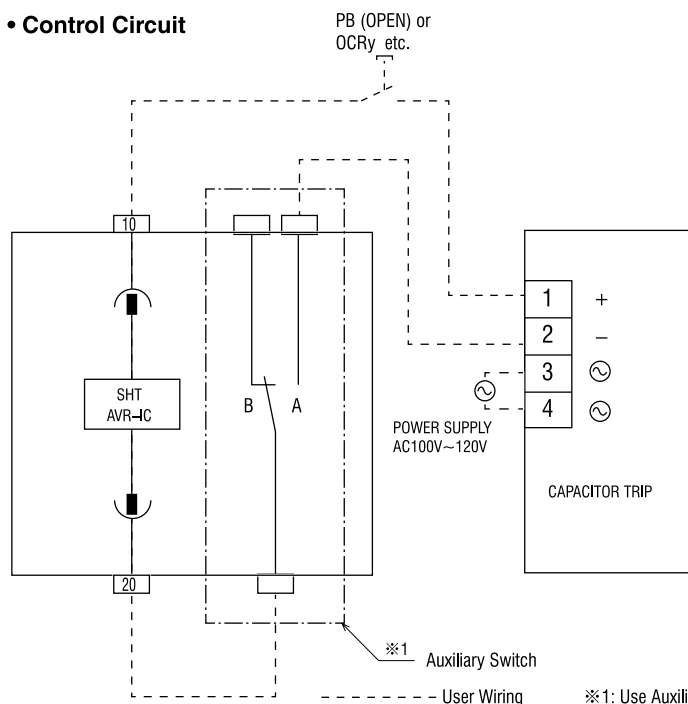 • Control Circuit
PB (OPEN) or
OCRy etc.
10
1 +
2 –
3
4
SHT
AVR–IC
B A
POWER SUPPLY
AC100V~120V
CAPACITOR TRIP
20
※1 Auxiliary Switch
User Wiring
※1: Use Auxili